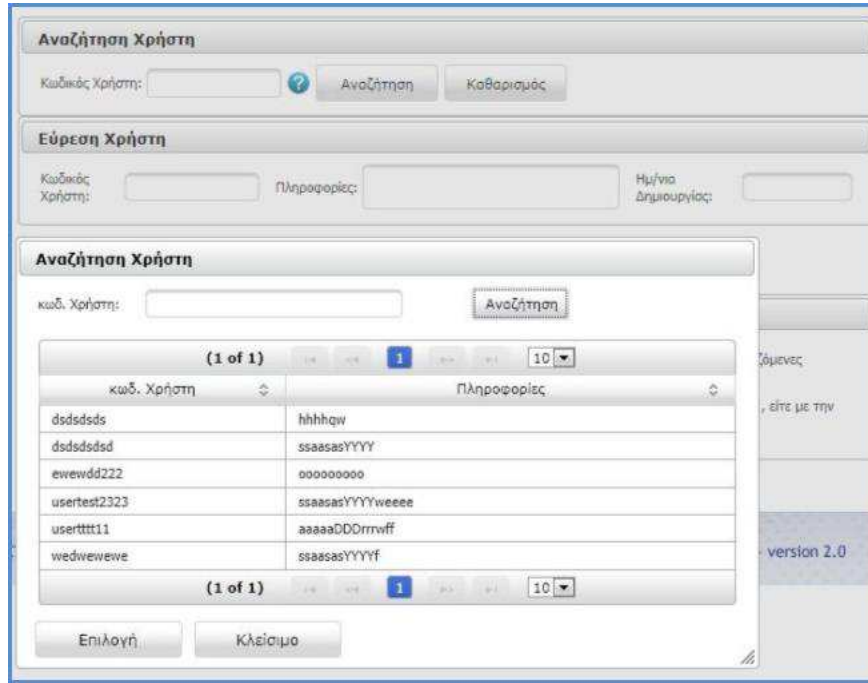 Αναζήτηση Χρήστη
Κωδικός Χρήστη: ? Αναζήτηση Καθαρισμός
Εύρεση Χρήστη
Κωδικός Χρήστη: Πληροφορίες: Ημ/νια Δημιουργίας:
Αναζήτηση Χρήστη
κωδ. Χρήστη: Αναζήτηση
(1 of 1) 1 10
ζόμενες
κωδ. Χρήστη Πληροφορίες
, είτε με την
dsdsdsds hhhhqw
dsdsdsdsd ssaasasYYYY
ewewdd222 ooooooooo
usertest2323 ssaasasYYYYweeee
usertttt11 aaaaaDDDrrrwff
wedwewewe ssaasasYYYYf
- version 2.0
(1 of 1) 1 10
Επιλογή Κλείσιμο